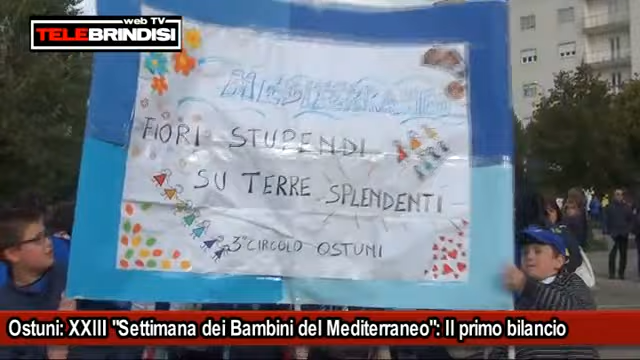 web TV
TELEBRINDISI
MEDITERRANEO
FIORI STUPENDI
SU TERRE SPLENDENTI
3° CIRCOLO OSTUNI
Ostuni: XXIII "Settimana dei Bambini del Mediterraneo": Il primo bilancio